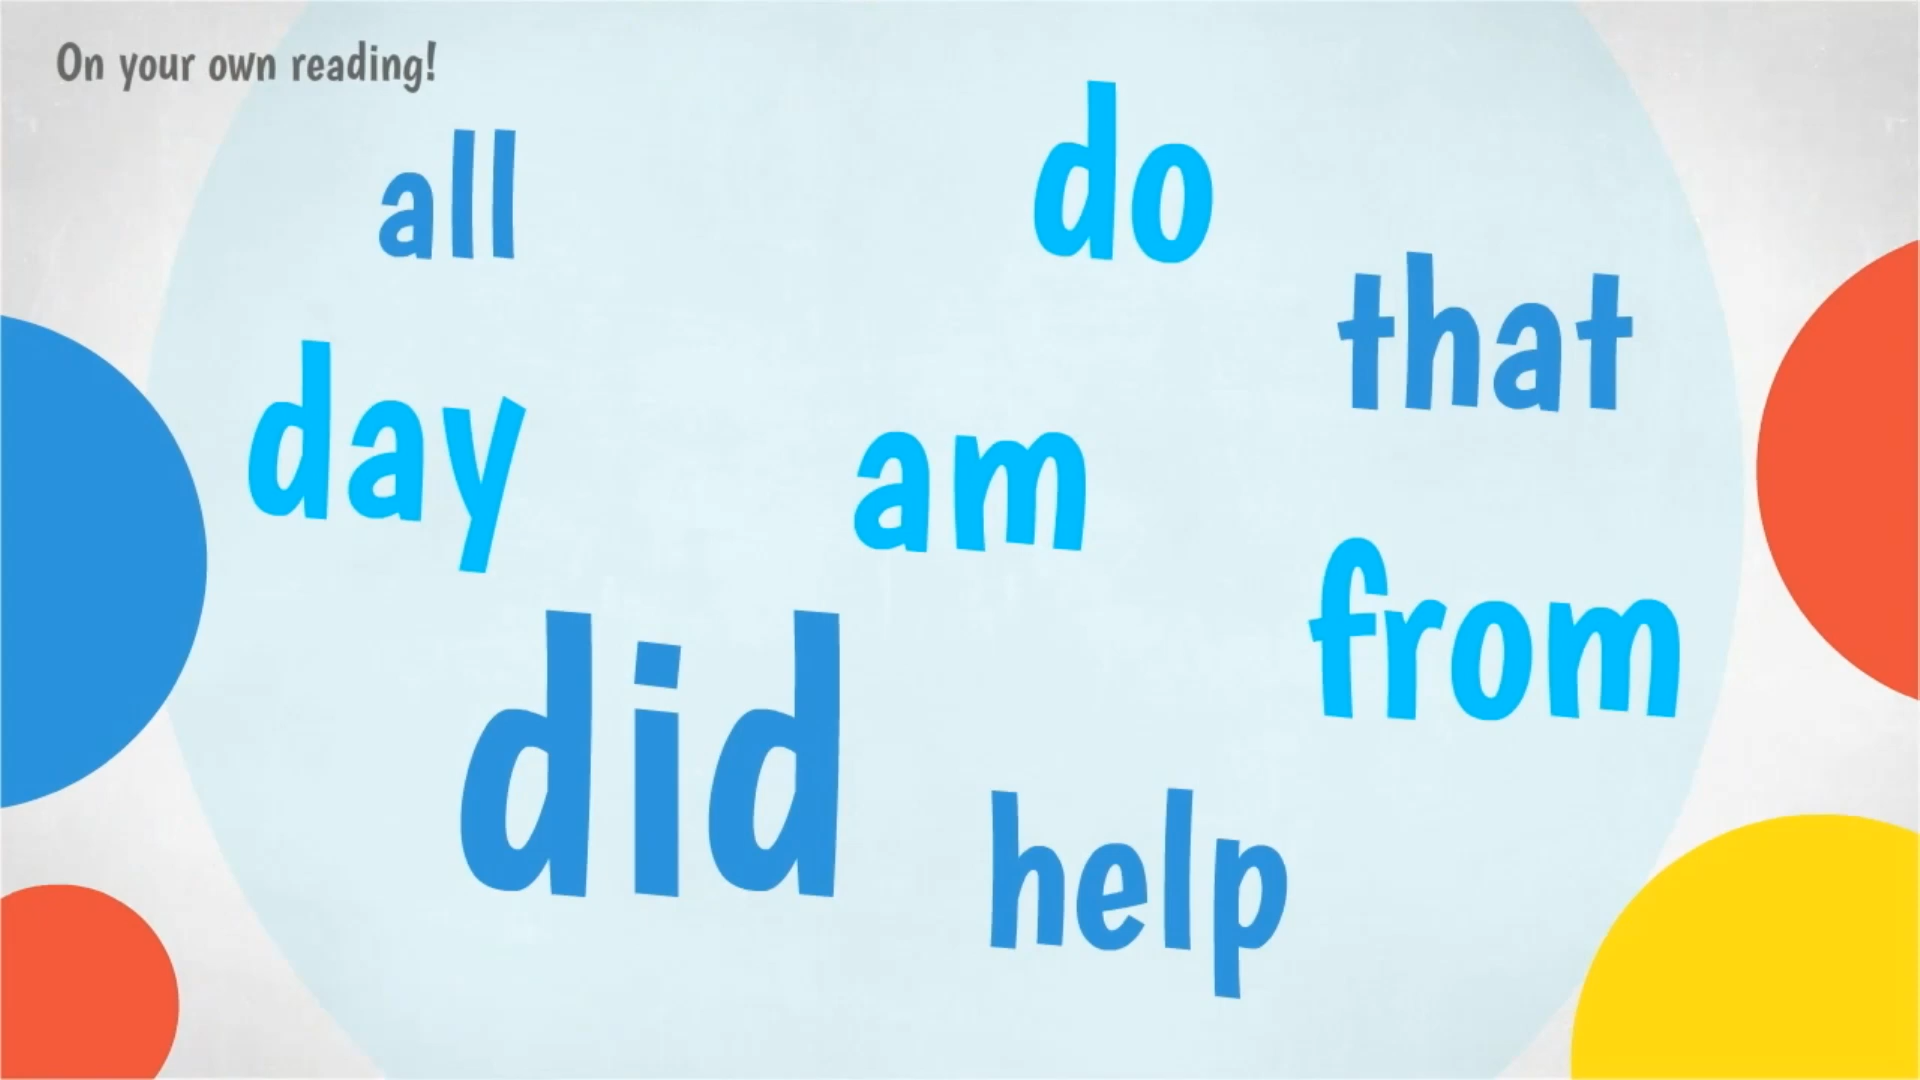 On your own reading!
all
do
that
day
am
from
did
help